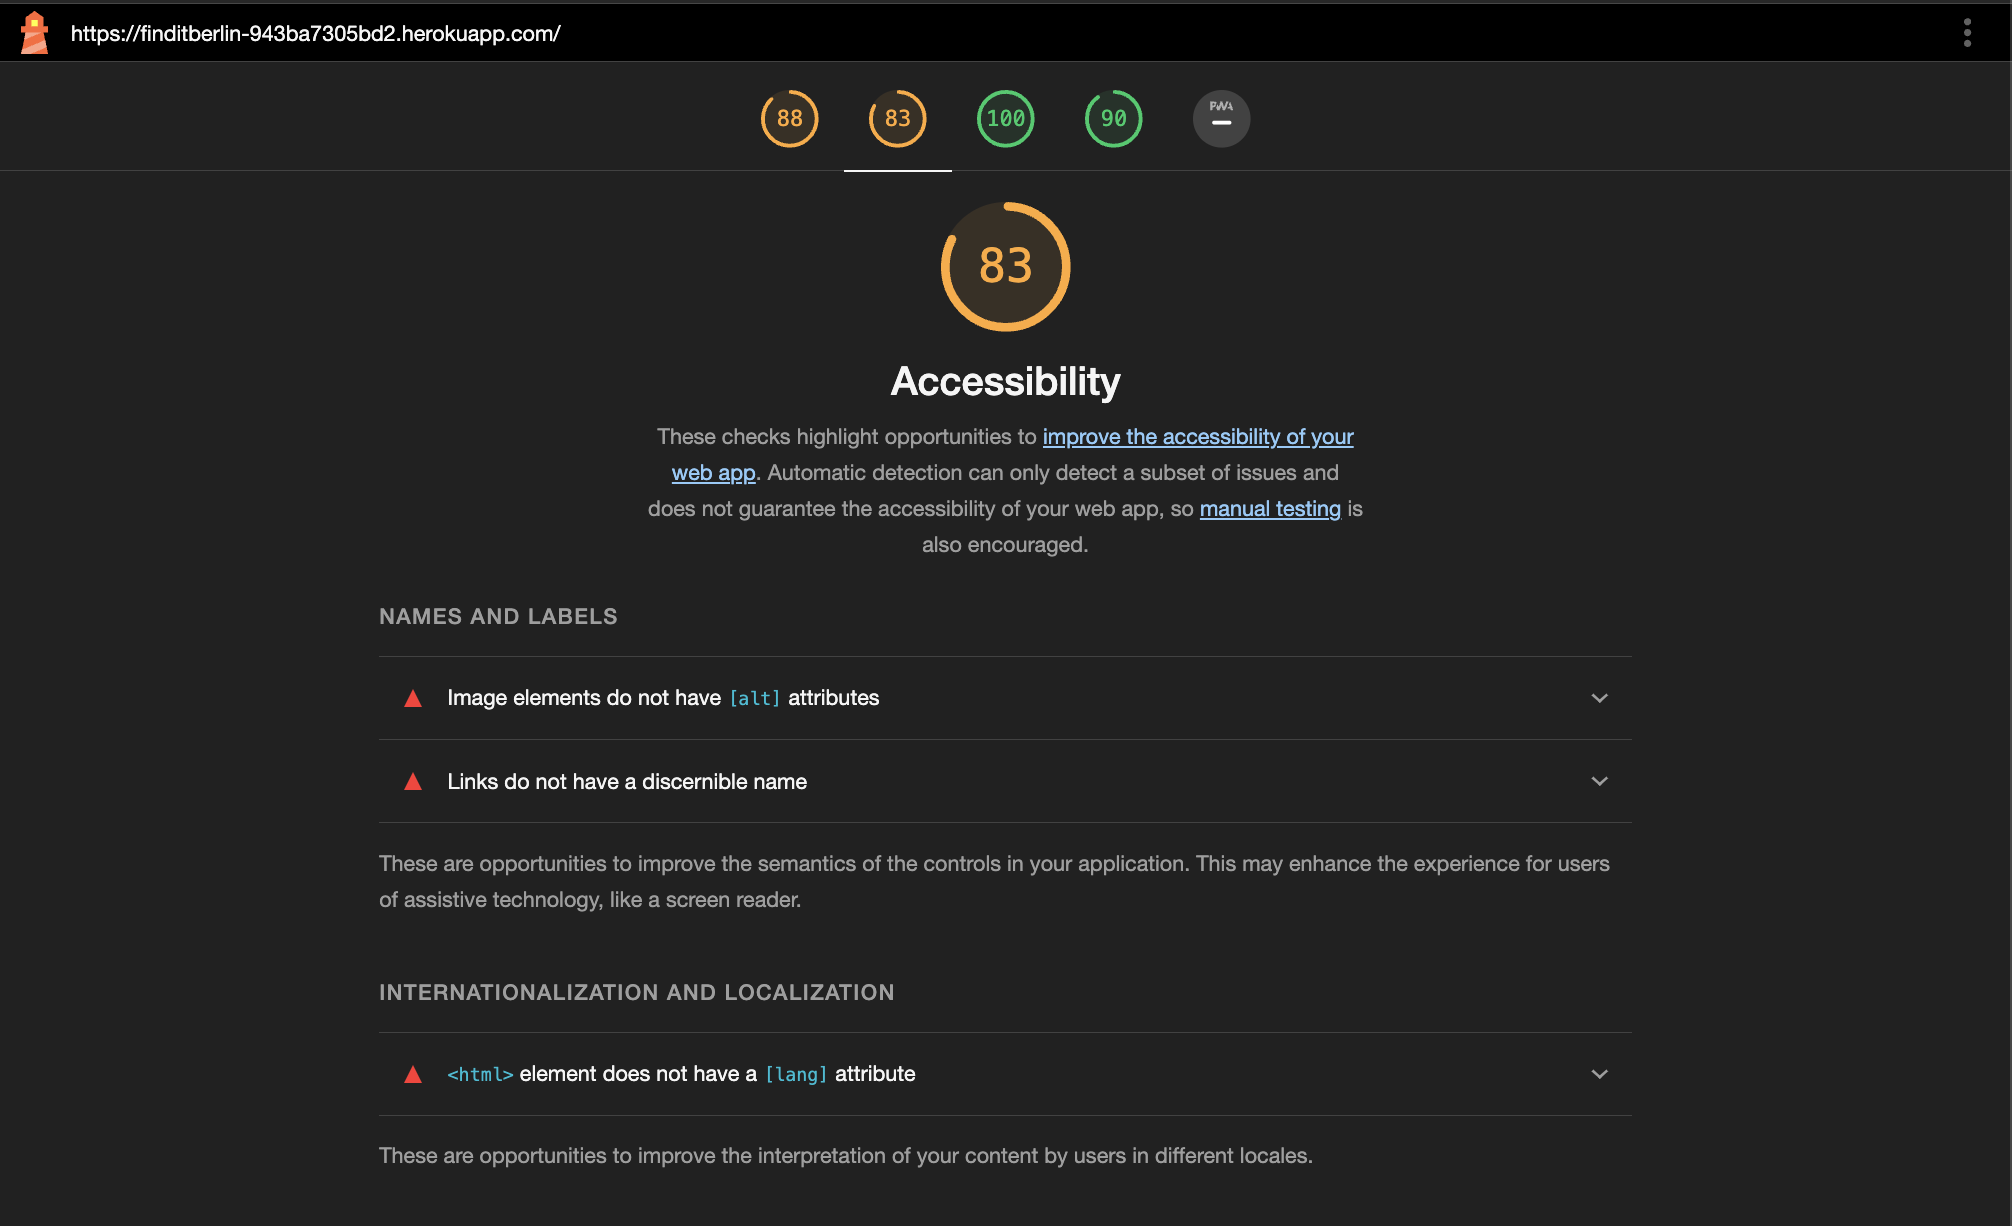 https://finditberlin-943ba7305bd2.herokuapp.com/
88 83 100 90 PWA
83
Accessibility
These checks highlight opportunities to improve the accessibility of your
web app. Automatic detection can only detect a subset of issues and
does not guarantee the accessibility of your web app, so manual testing is
also encouraged.
NAMES AND LABELS
Image elements do not have [alt] attributes
Links do not have a discernible name
These are opportunities to improve the semantics of the controls in your application. This may enhance the experience for users
of assistive technology, like a screen reader.
INTERNATIONALIZATION AND LOCALIZATION
<html> element does not have a [lang] attribute
These are opportunities to improve the interpretation of your content by users in different locales.